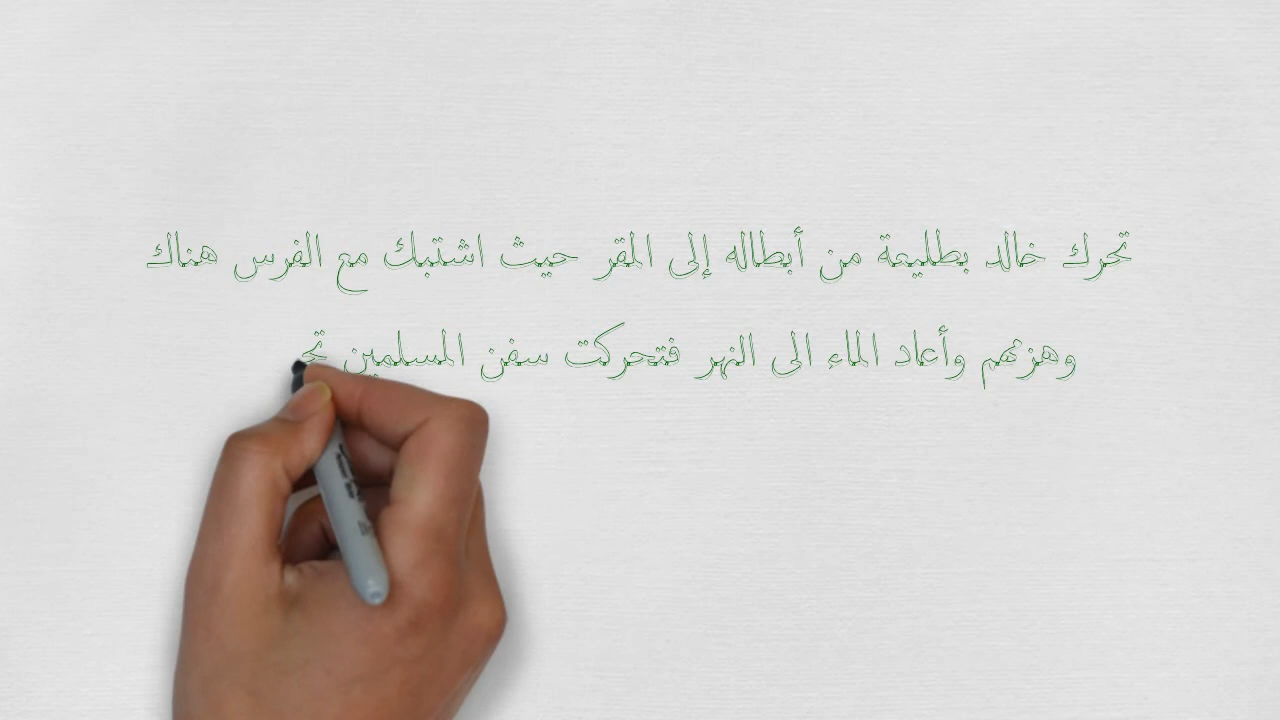 تحرك خالد بطليعة من أبطاله إلى المقر حيث اشتبك مع الفرس هناك
وهزمهم وأعاد الماء الى النهر فتحركت سفن المسلمين تح